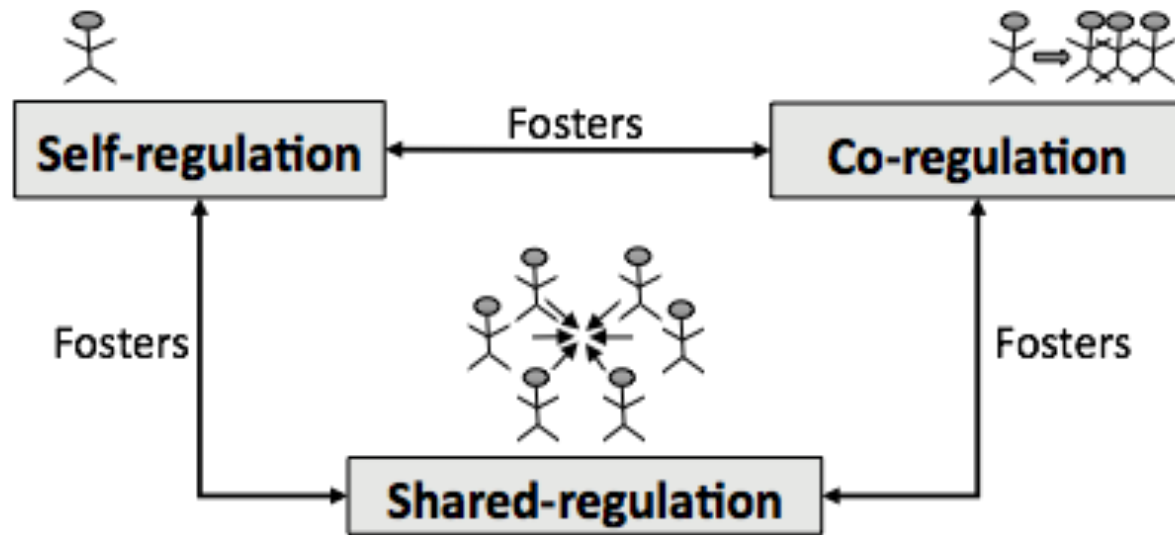 Fosters
Self-regulation
Co-regulation
Fosters
Fosters
Shared-regulation